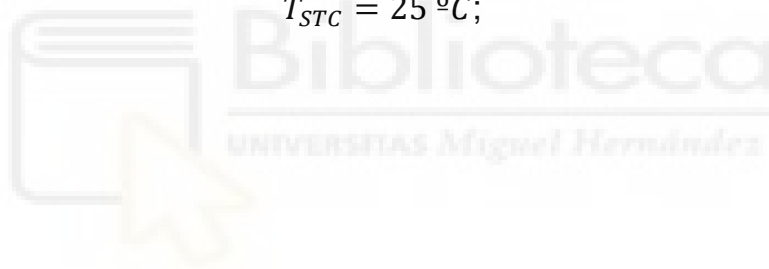 T_STC = 25 ºC;
Biblioteca
UNIVERSITAS Miguel Hernández